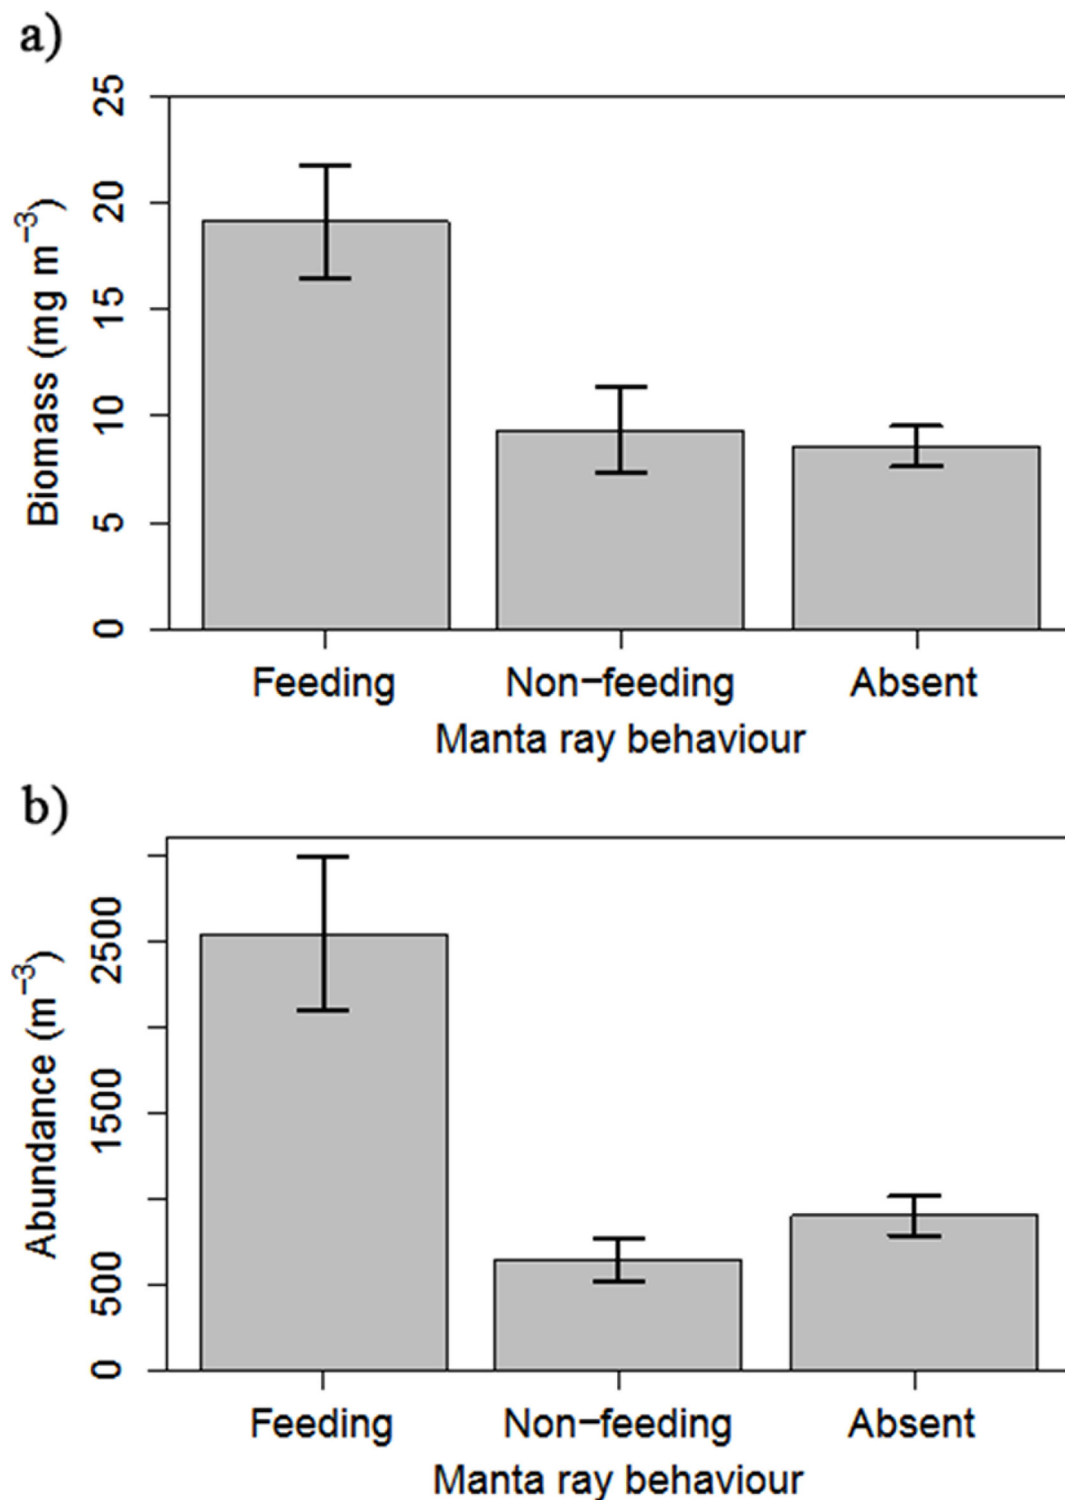 a)
25
20
15
10
5
0
Biomass (mg m⁻³)
Feeding Non−feeding Absent
Manta ray behaviour
b)
2500
1500
500
0
Abundance (m⁻³)
Feeding Non−feeding Absent
Manta ray behaviour